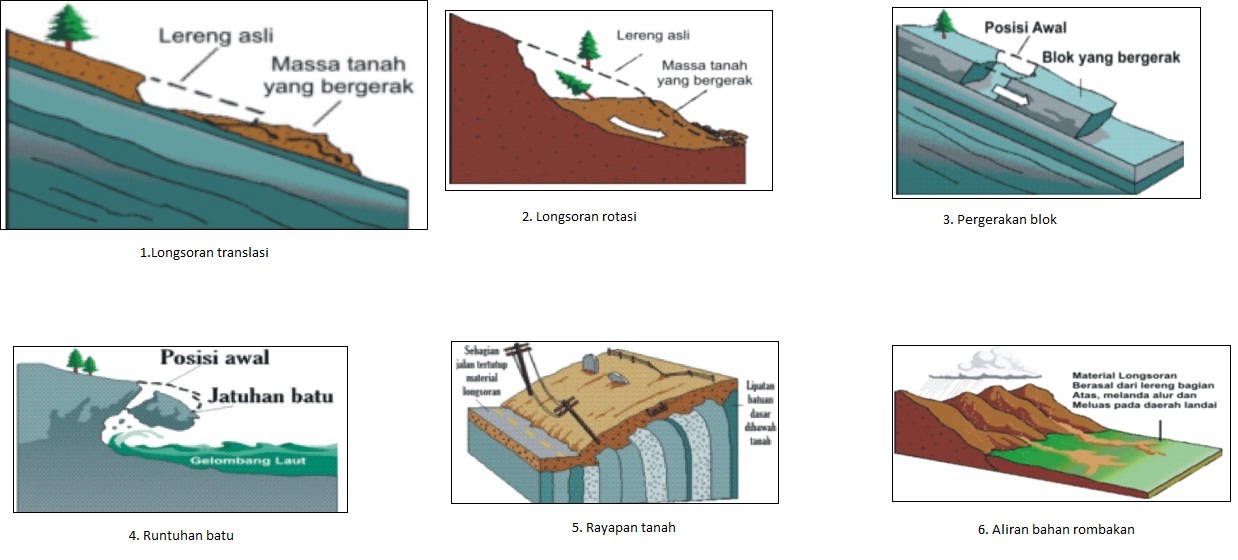 Lereng asli
Massa tanah
yang bergerak
1.Longsoran translasi
Lereng asli
Massa tanah
yang bergerak
2. Longsoran rotasi
Posisi Awal
Blok yang bergerak
3. Pergerakan blok
Posisi awal
Jatuhan batu
Gelombang Laut
4. Runtuhan batu
Sebagian
jalan tertutup
material
longsoran
Tanah
Lipatan
batuan
dasar
dibawah
tanah
5. Rayapan tanah
Material Longsoran
Berasal dari lereng bagian
Atas, melanda alur dan
Meluas pada daerah landai
6. Aliran bahan rombakan